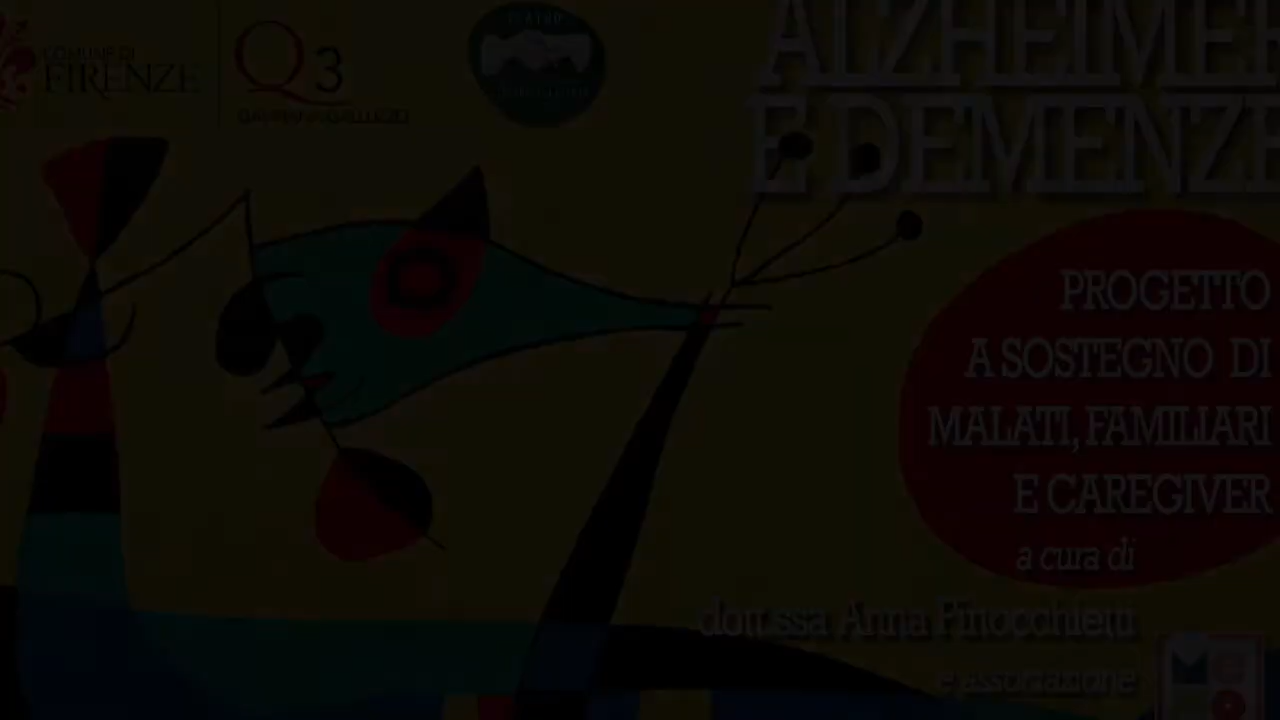 COMUNE DI
FIRENZE
Q3
TEATRO
ALZHEIMER
E DEMENZE
PROGETTO
A SOSTEGNO DI
MALATI, FAMILIARI
E CAREGIVER
a cura di
dott.ssa Anna Pinocchietti
e associazione